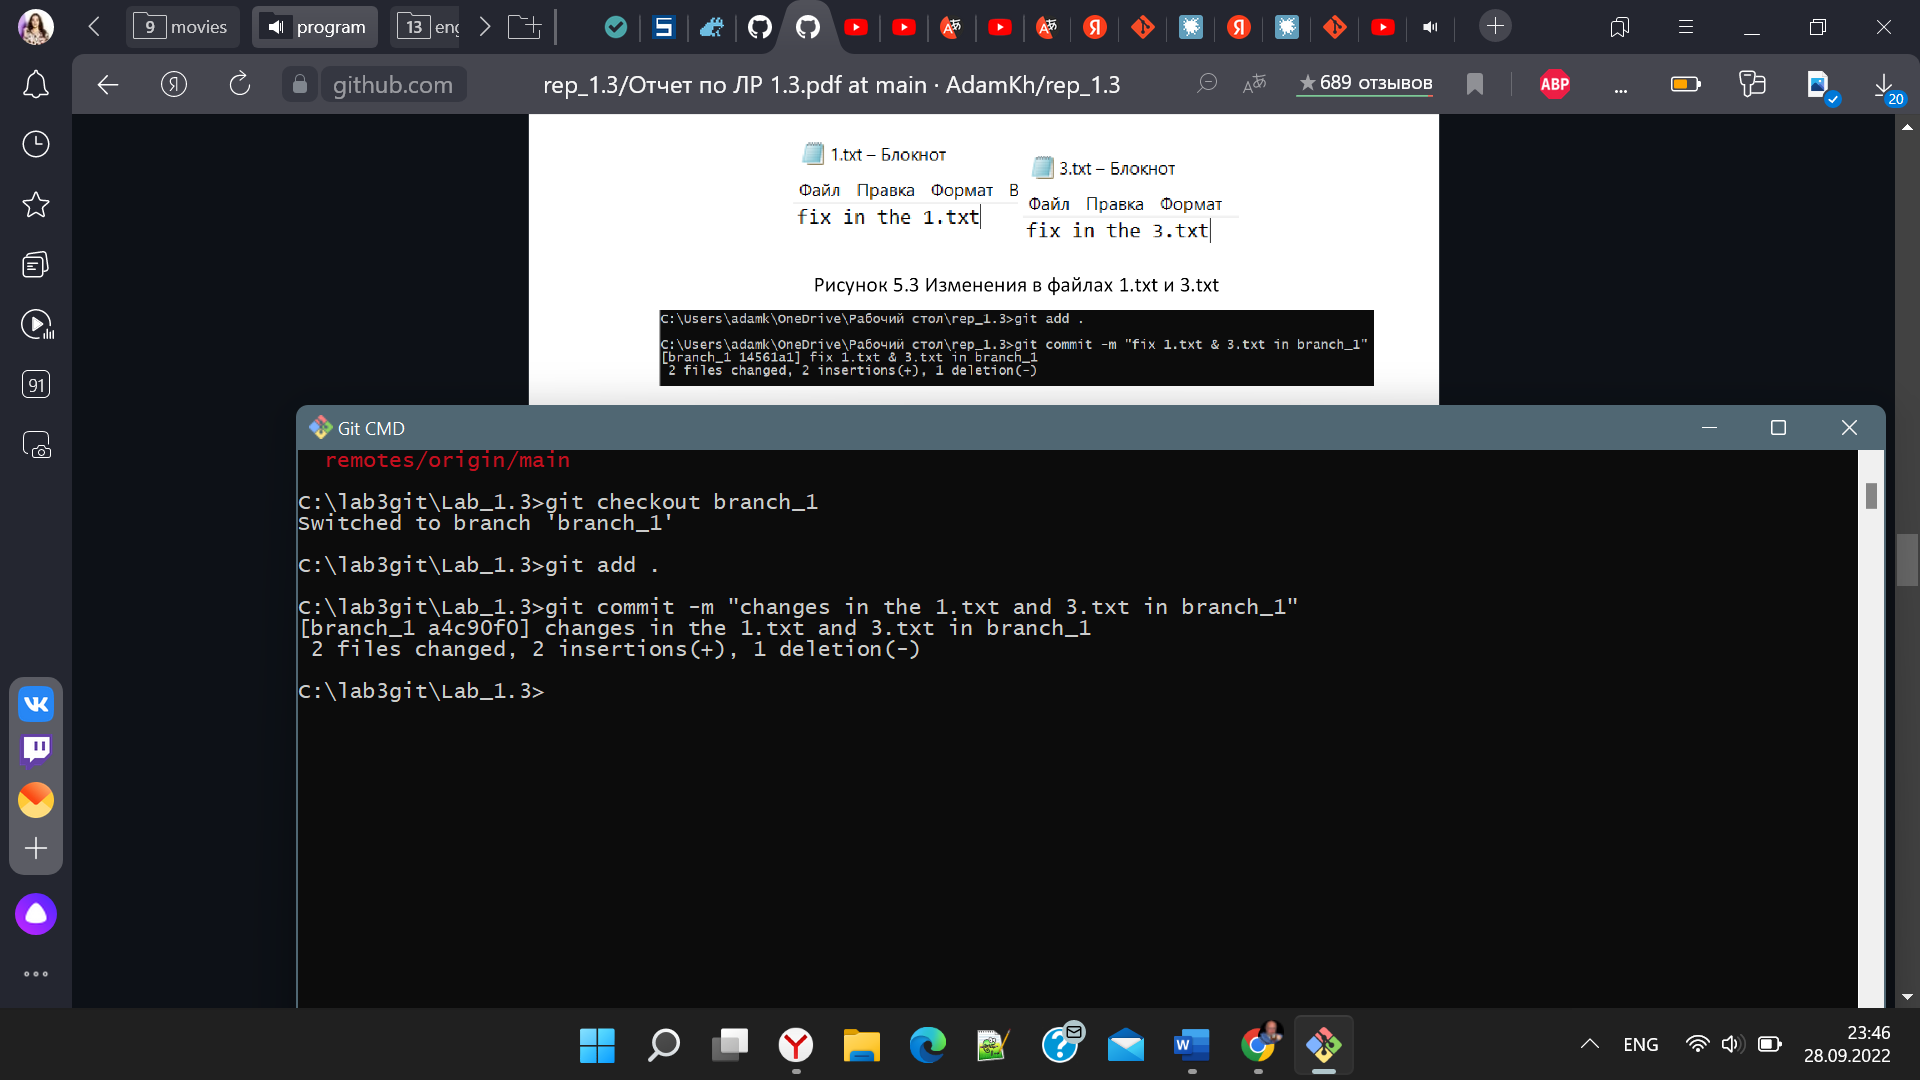 9 movies
program
13 eng
github.com
rep_1.3/Отчет по ЛР 1.3.pdf at main · AdamKh/rep_1.3
★ 689 отзывов
ABP
...
20
91
1.txt – Блокнот
Файл Правка Формат В
fix in the 1.txt
3.txt – Блокнот
Файл Правка Формат
fix in the 3.txt
Рисунок 5.3 Изменения в файлах 1.txt и 3.txt
C:\Users\adamk\OneDrive\Рабочий стол\rep_1.3>git add .
C:\Users\adamk\OneDrive\Рабочий стол\rep_1.3>git commit -m "fix 1.txt & 3.txt in branch_1"
[branch_1 14561a1] fix 1.txt & 3.txt in branch_1
2 files changed, 2 insertions(+), 1 deletion(-)
Git CMD
remotes/origin/main
C:\lab3git\Lab_1.3>git checkout branch_1
Switched to branch 'branch_1'
C:\lab3git\Lab_1.3>git add .
C:\lab3git\Lab_1.3>git commit -m "changes in the 1.txt and 3.txt in branch_1"
[branch_1 a4c90f0] changes in the 1.txt and 3.txt in branch_1
2 files changed, 2 insertions(+), 1 deletion(-)
C:\lab3git\Lab_1.3>
ENG
23:46
28.09.2022